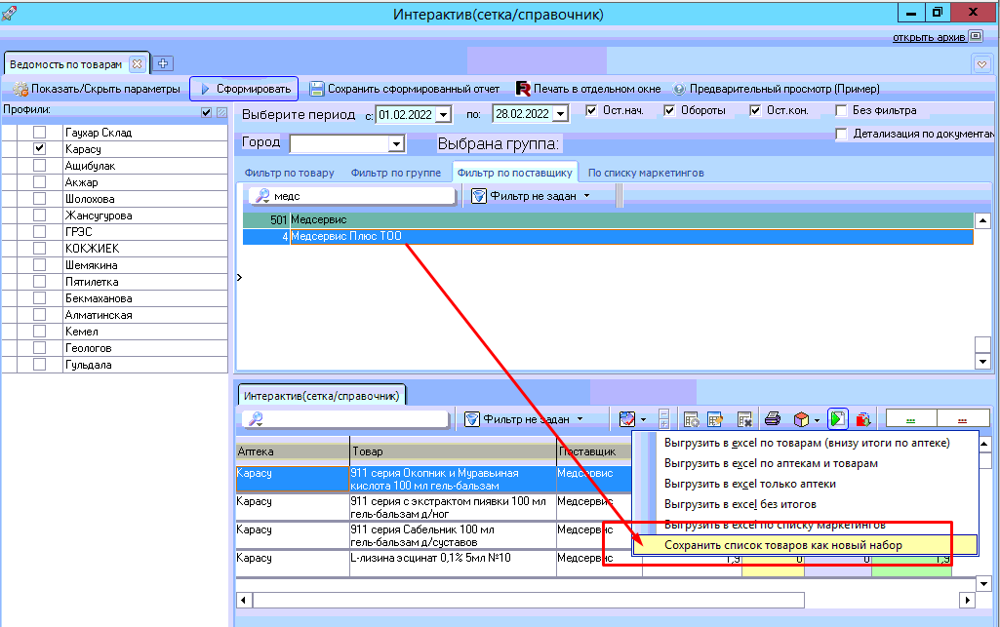 Интерактив(сетка/справочник)
открыть архив
Ведомость по товарам
Показать/Скрыть параметры
Сформировать
Сохранить сформированный отчет
Печать в отдельном окне
Предварительный просмотр (Пример)
Профили:
Гаухар Склад
Карасу
Ащибулак
Акжар
Шолохова
Жансугурова
ГРЭС
КОКЖИЕК
Шемякина
Пятилетка
Бекмаханова
Алматинская
Кемел
Геологов
Гульдала
Выберите период с: 01.02.2022 по: 28.02.2022
Ост.нач. Обороты Ост.кон. Без Фильтра
Детализация по документам
Город
Выбрана группа:
Фильтр по товару Фильтр по группе Фильтр по поставщику По списку маркетингов
медс
Фильтр не задан
501 Медсервис
4 Медсервис Плюс ТОО
Интерактив(сетка/справочник)
Фильтр не задан
... ...
Аптека Товар Поставщик
Карасу 911 серия Окопник и Муравьиная Медсервис
кислота 100 мл гель-бальзам
Карасу 911 серия с экстрактом пиявки 100 мл Медсервис
гель-бальзам д/ног
Карасу 911 серия Сабельник 100 мл Медсервис
гель-бальзам д/суставов
Карасу L-лизина эсцинат 0,1% 5мл №10 Медсервис 1,9 0 0 1,9
Выгрузить в excel по товарам (внизу итоги по аптеке)
Выгрузить в excel по аптекам и товарам
Выгрузить в excel только аптеки
Выгрузить в excel без итогов
Выгрузить в excel по списку маркетингов
Сохранить список товаров как новый набор